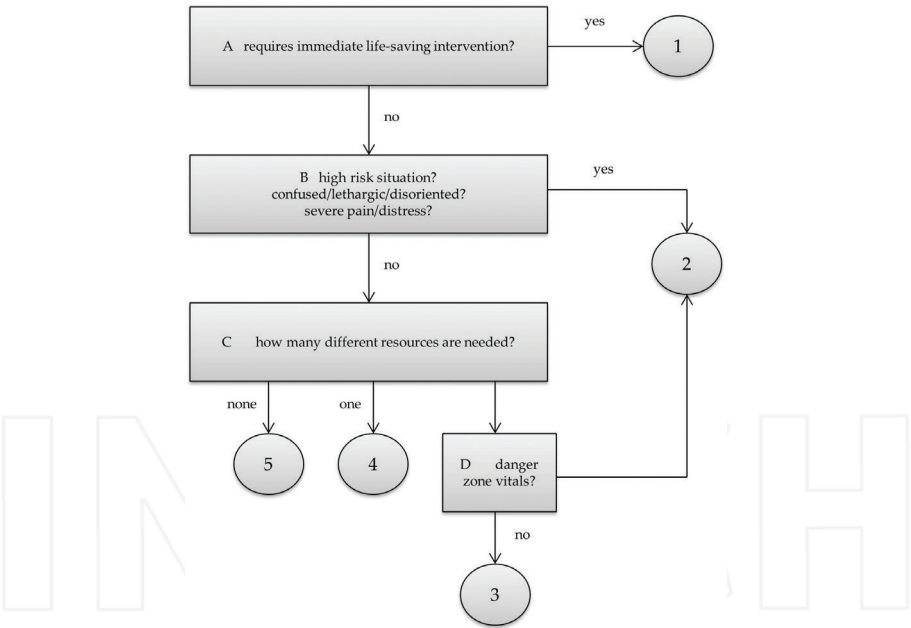 A requires immediate life-saving intervention?
yes
1
no
B high risk situation?
confused/lethargic/disoriented?
severe pain/distress?
yes
2
no
C how many different resources are needed?
none
one
5
4
D danger
zone vitals?
no
3